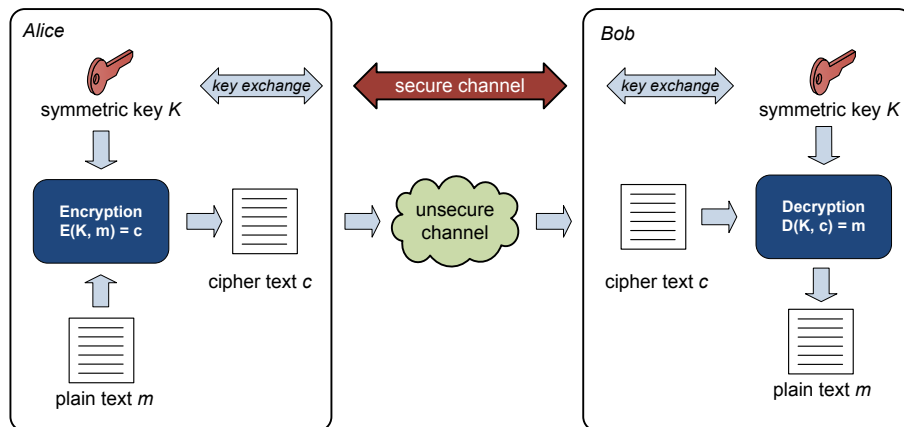 Alice
symmetric key K
key exchange
secure channel
key exchange
Bob
symmetric key K
Encryption
E(K, m) = c
cipher text c
plain text m
unsecure
channel
cipher text c
Decryption
D(K, c) = m
plain text m